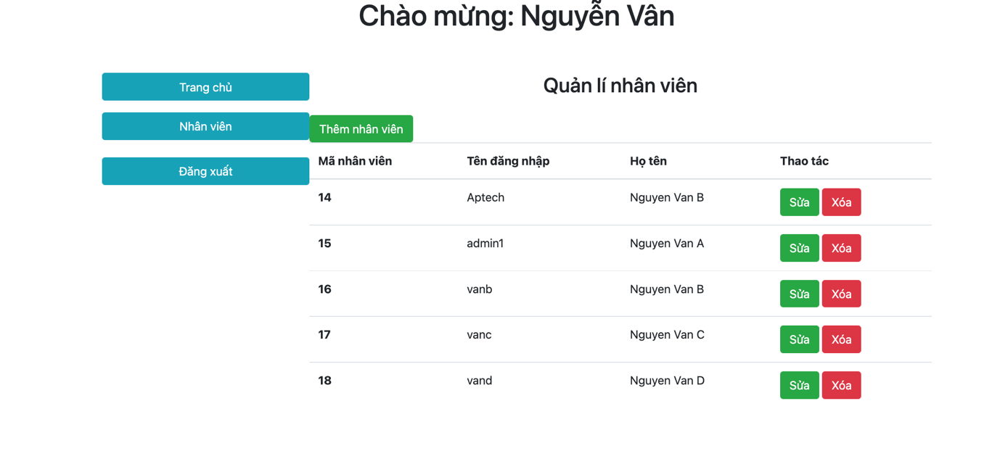 Chào mừng: Nguyễn Vân
Trang chủ
Nhân viên
Đăng xuất
Quản lí nhân viên
Thêm nhân viên
Mã nhân viên Tên đăng nhập Họ tên Thao tác
14 Aptech Nguyen Van B Sửa Xóa
15 admin1 Nguyen Van A Sửa Xóa
16 vanb Nguyen Van B Sửa Xóa
17 vanc Nguyen Van C Sửa Xóa
18 vand Nguyen Van D Sửa Xóa